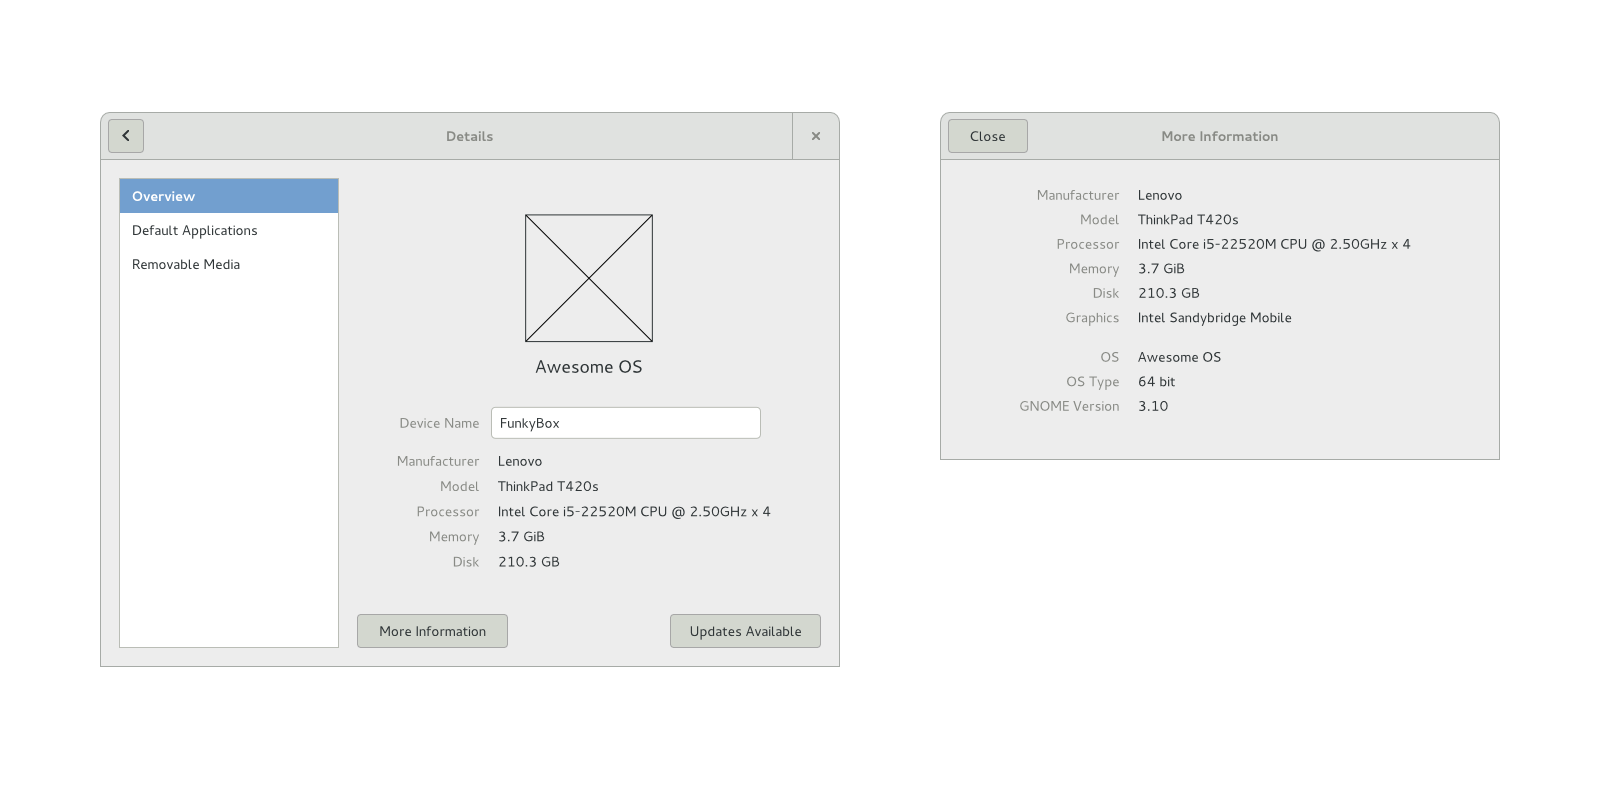 Details
×
Overview
Default Applications
Removable Media
Awesome OS
Device Name FunkyBox
Manufacturer Lenovo
Model ThinkPad T420s
Processor Intel Core i5-22520M CPU @ 2.50GHz x 4
Memory 3.7 GiB
Disk 210.3 GB
More Information Updates Available
Close More Information
Manufacturer Lenovo
Model ThinkPad T420s
Processor Intel Core i5-22520M CPU @ 2.50GHz x 4
Memory 3.7 GiB
Disk 210.3 GB
Graphics Intel Sandybridge Mobile
OS Awesome OS
OS Type 64 bit
GNOME Version 3.10